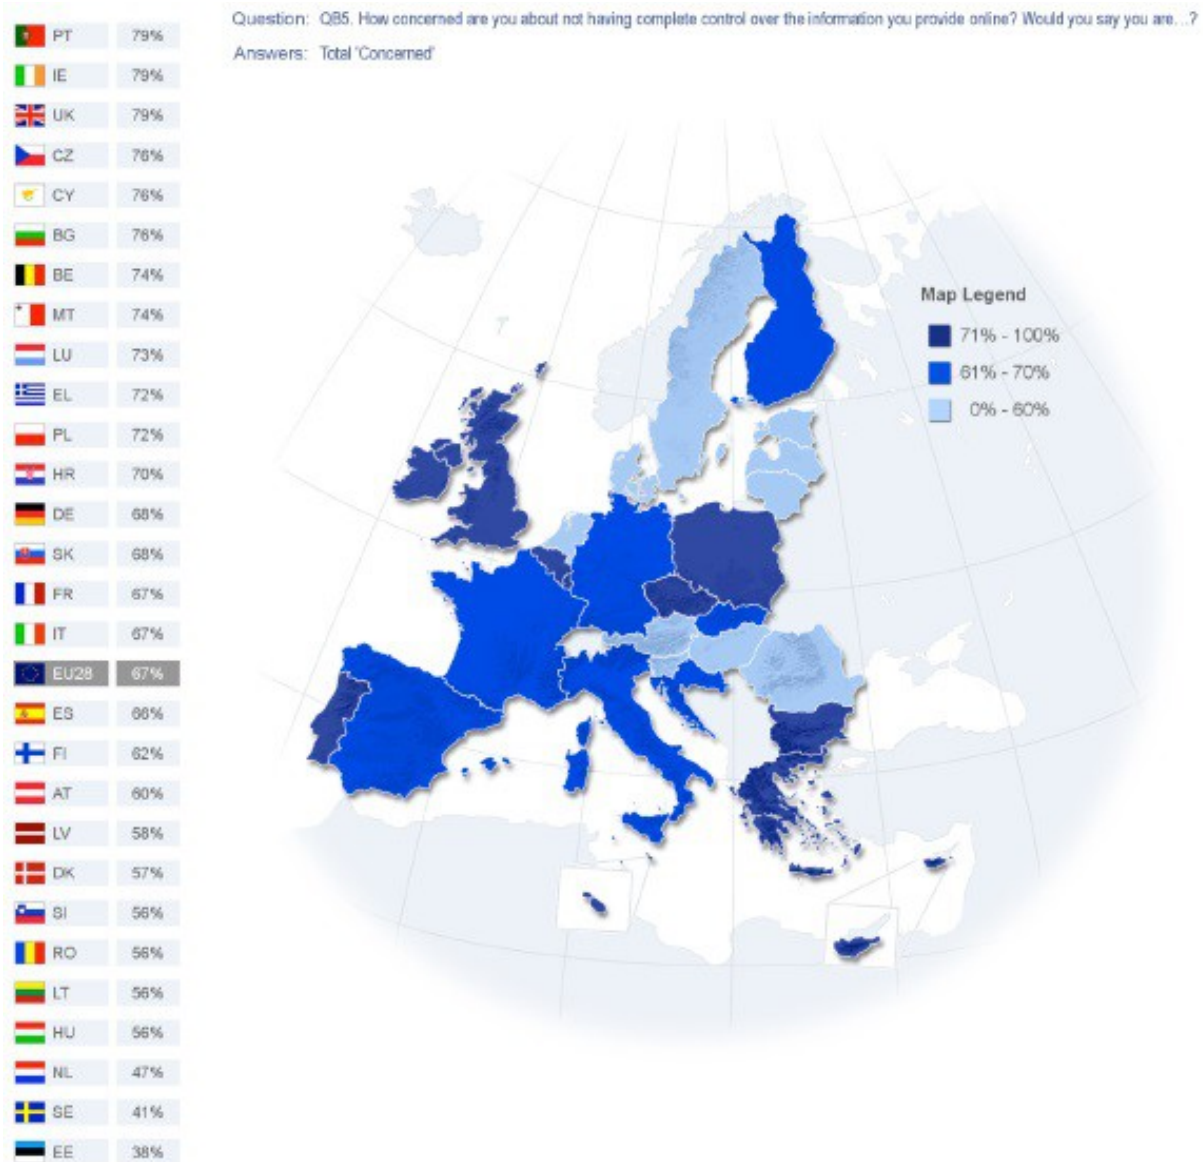 Question: QB5. How concerned are you about not having complete control over the information you provide online? Would you say you are...?
Answers: Total 'Concerned'
PT 79%
IE 79%
UK 79%
CZ 76%
CY 76%
BG 76%
BE 74%
MT 74%
LU 73%
EL 72%
PL 72%
HR 70%
DE 68%
SK 68%
FR 67%
IT 67%
EU28 67%
ES 66%
FI 62%
AT 60%
LV 58%
DK 57%
SI 56%
RO 56%
LT 56%
HU 56%
NL 47%
SE 41%
EE 38%
Map Legend
71% - 100%
61% - 70%
0% - 60%